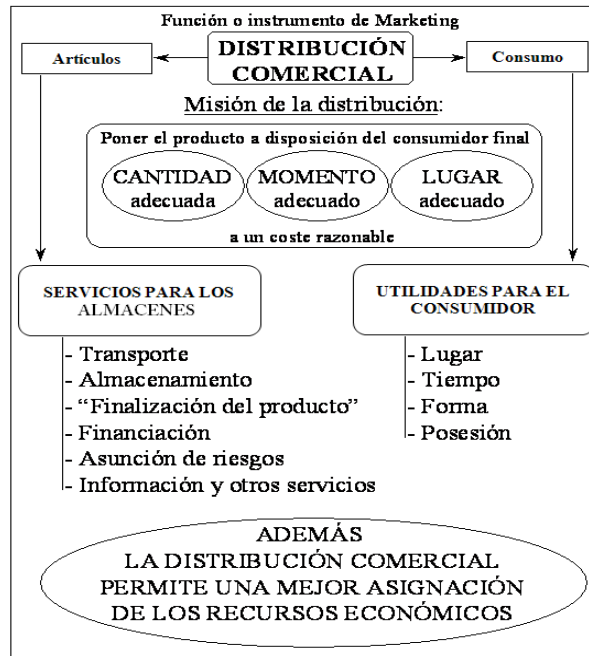 Función o instrumento de Marketing
Artículos
DISTRIBUCIÓN
COMERCIAL
Consumo
Misión de la distribución:
Poner el producto a disposición del consumidor final
CANTIDAD
adecuada
MOMENTO
adecuado
LUGAR
adecuado
a un coste razonable
SERVICIOS PARA LOS
ALMACENES
- Transporte
- Almacenamiento
- “Finalización del producto”
- Financiación
- Asunción de riesgos
- Información y otros servicios
UTILIDADES PARA EL
CONSUMIDOR
- Lugar
- Tiempo
- Forma
- Posesión
ADEMÁS
LA DISTRIBUCIÓN COMERCIAL
PERMITE UNA MEJOR ASIGNACIÓN
DE LOS RECURSOS ECONÓMICOS